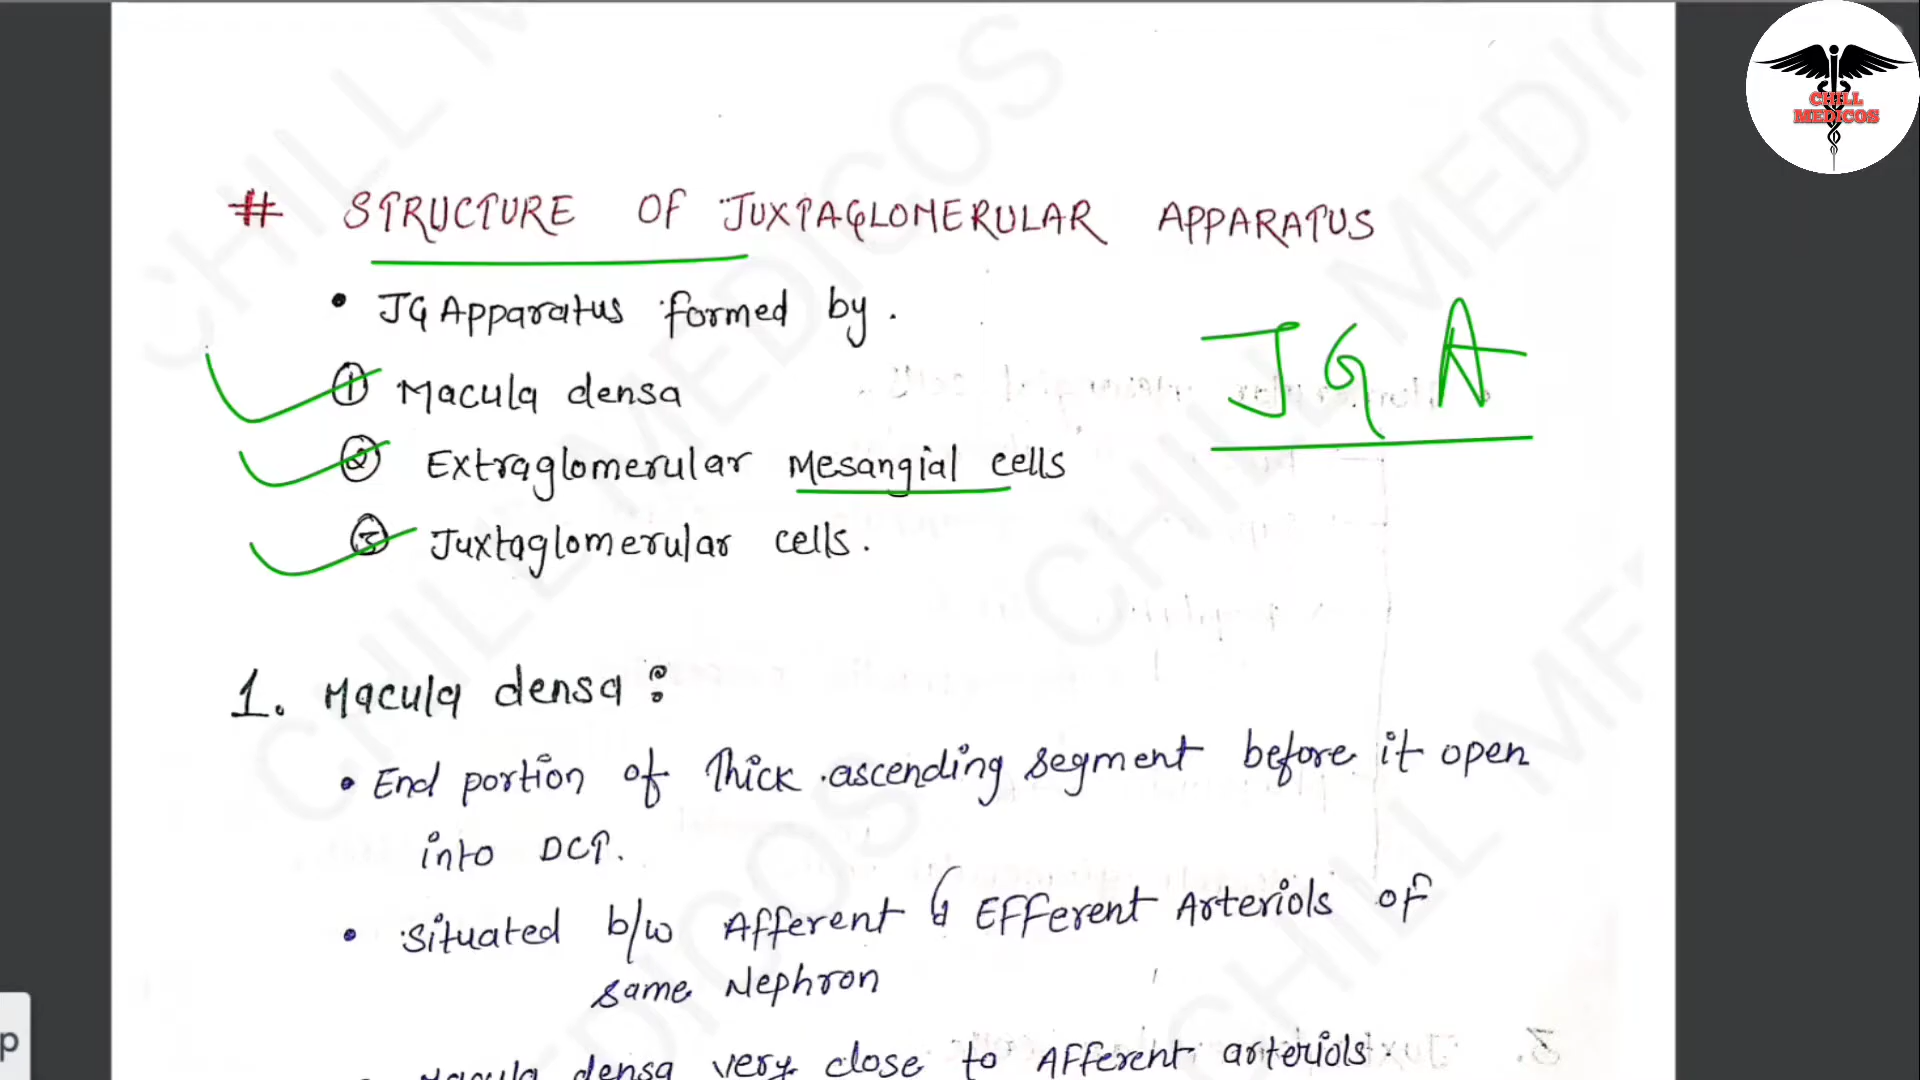 CHILL MEDICOS
# STRUCTURE OF JUXTAGLOMERULAR APPARATUS
• JG Apparatus formed by.
① Macula densa
② Extraglomerular Mesangial cells
③ Juxtaglomerular cells.
JGA
1. Macula densa:
• End portion of Thick ascending segment before it open
into DCT.
• Situated b/w Afferent & Efferent Arteriols of
same Nephron
Macula densa very close to Afferent arteriols.
p